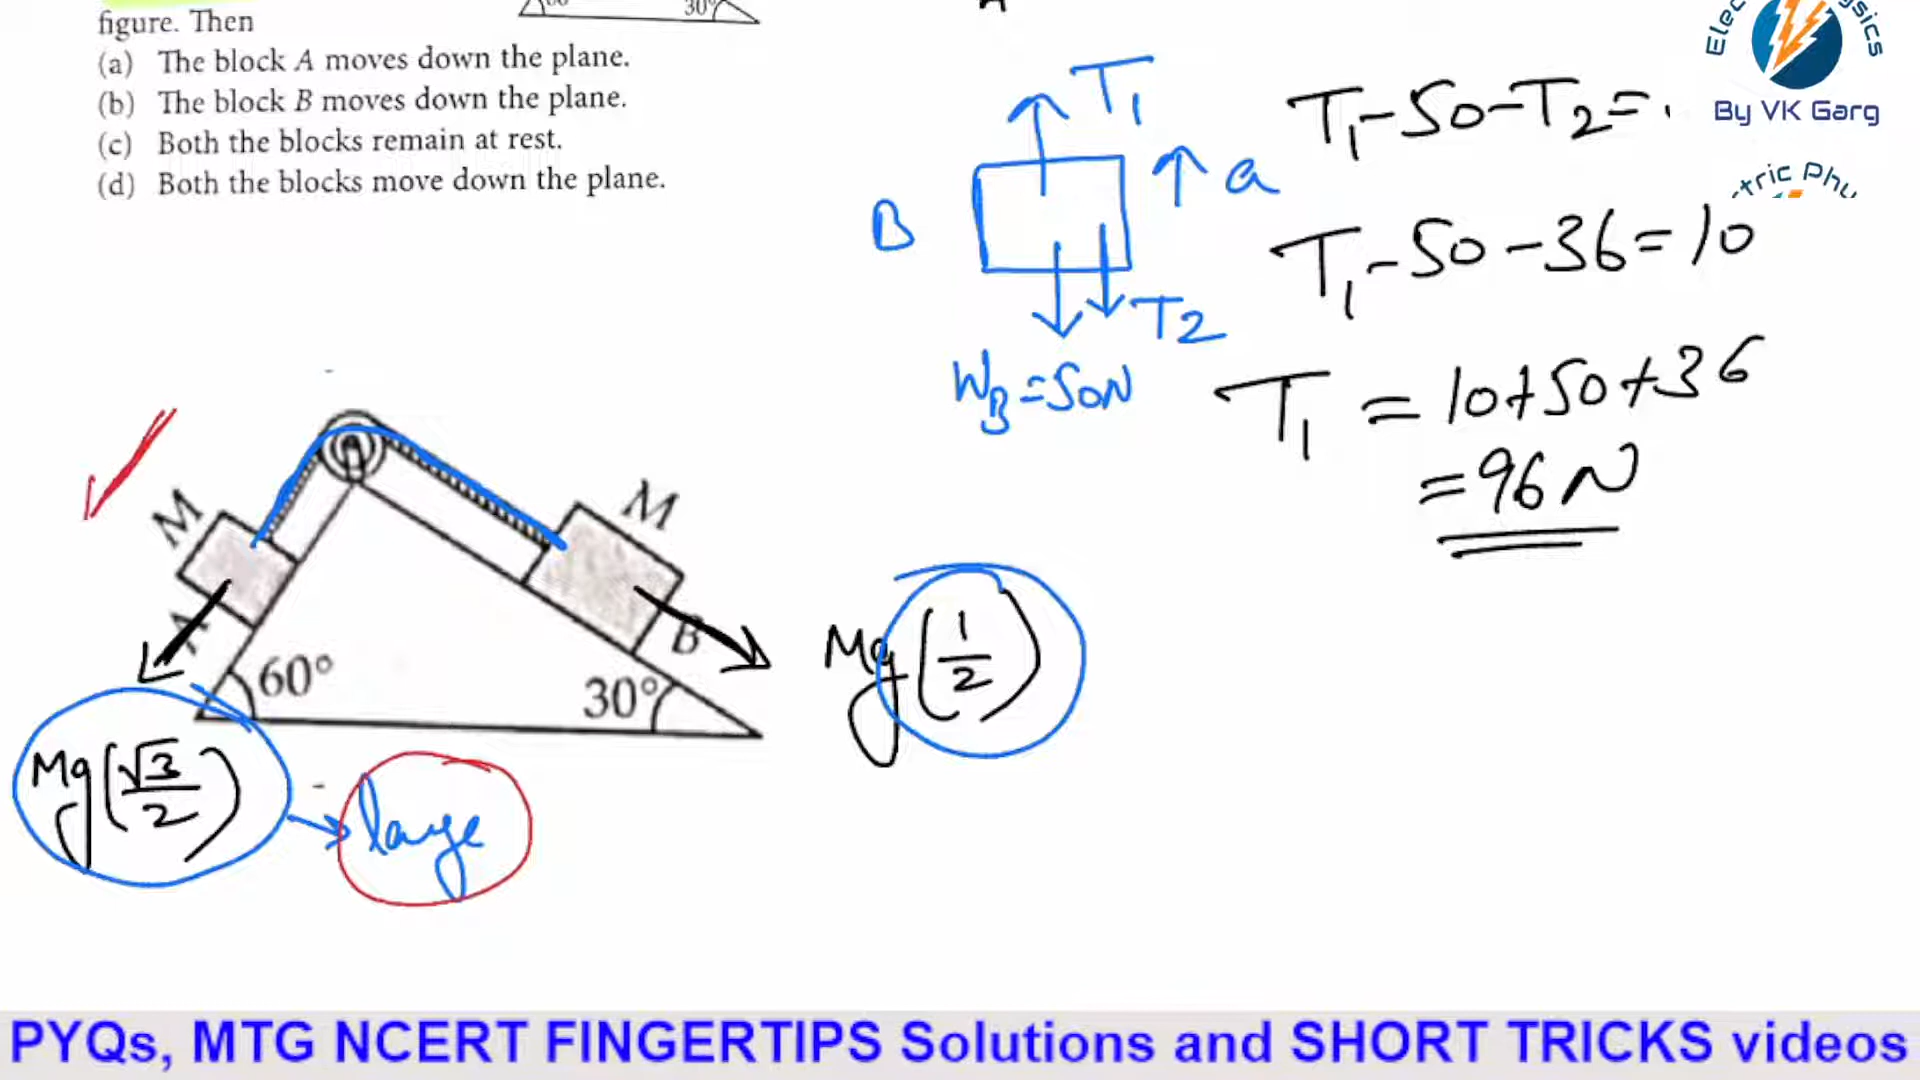 30°
figure. Then
(a) The block A moves down the plane.
(b) The block B moves down the plane.
(c) Both the blocks remain at rest.
(d) Both the blocks move down the plane.
T1
B
a
T2
WB=50N
T1-50-T2=
T1-50-36=10
T1 = 10+50+36
=96N
By VK Garg
M
M
A
B
60°
30°
Mg(√3/2)
large
Mg(1/2)
PYQs, MTG NCERT FINGERTIPS Solutions and SHORT TRICKS videos